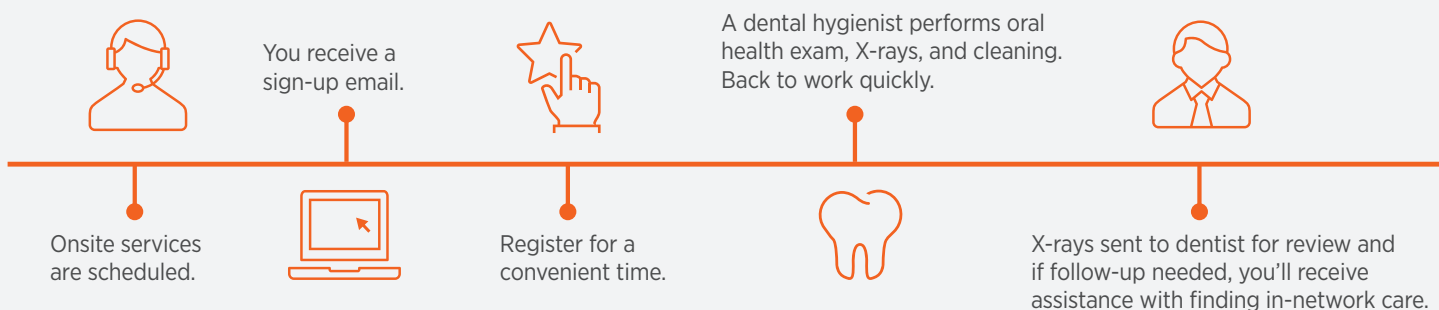 Onsite services
are scheduled.
You receive a
sign-up email.
Register for a
convenient time.
A dental hygienist performs oral
health exam, X-rays, and cleaning.
Back to work quickly.
X-rays sent to dentist for review and
if follow-up needed, you’ll receive
assistance with finding in-network care.